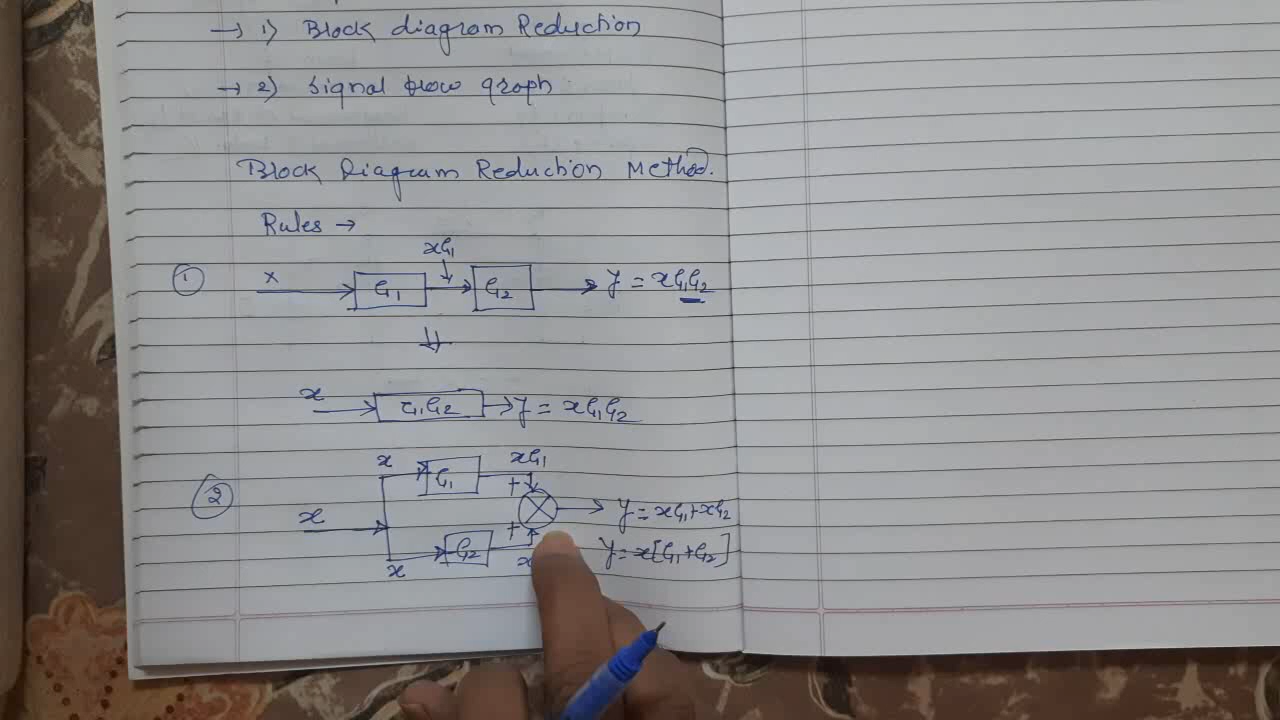 → 1) Block diagram Reduction
→ 2) Signal flow graph
Block Diagram Reduction Method.
Rules →
xG1
① x G1 G2 y = xG1G2
⇓
x G1G2 y = xG1G2
x G1 xG1
② x + + y = xG1+xG2
x G2 x y = x[G1+G2]